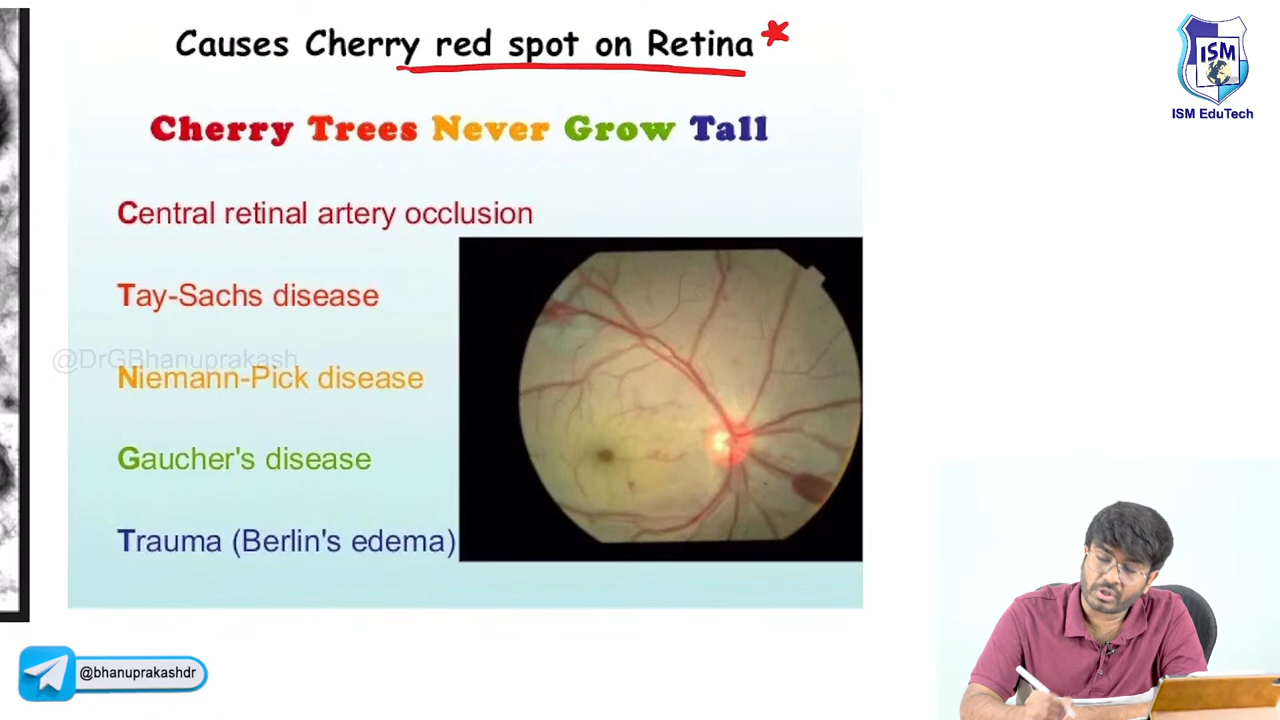 Causes Cherry red spot on Retina
ISM
ISM EduTech
Cherry Trees Never Grow Tall
Central retinal artery occlusion
Tay-Sachs disease
@DrGBhanuprakash
Niemann-Pick disease
Gaucher's disease
Trauma (Berlin's edema)
@bhanuprakashdr